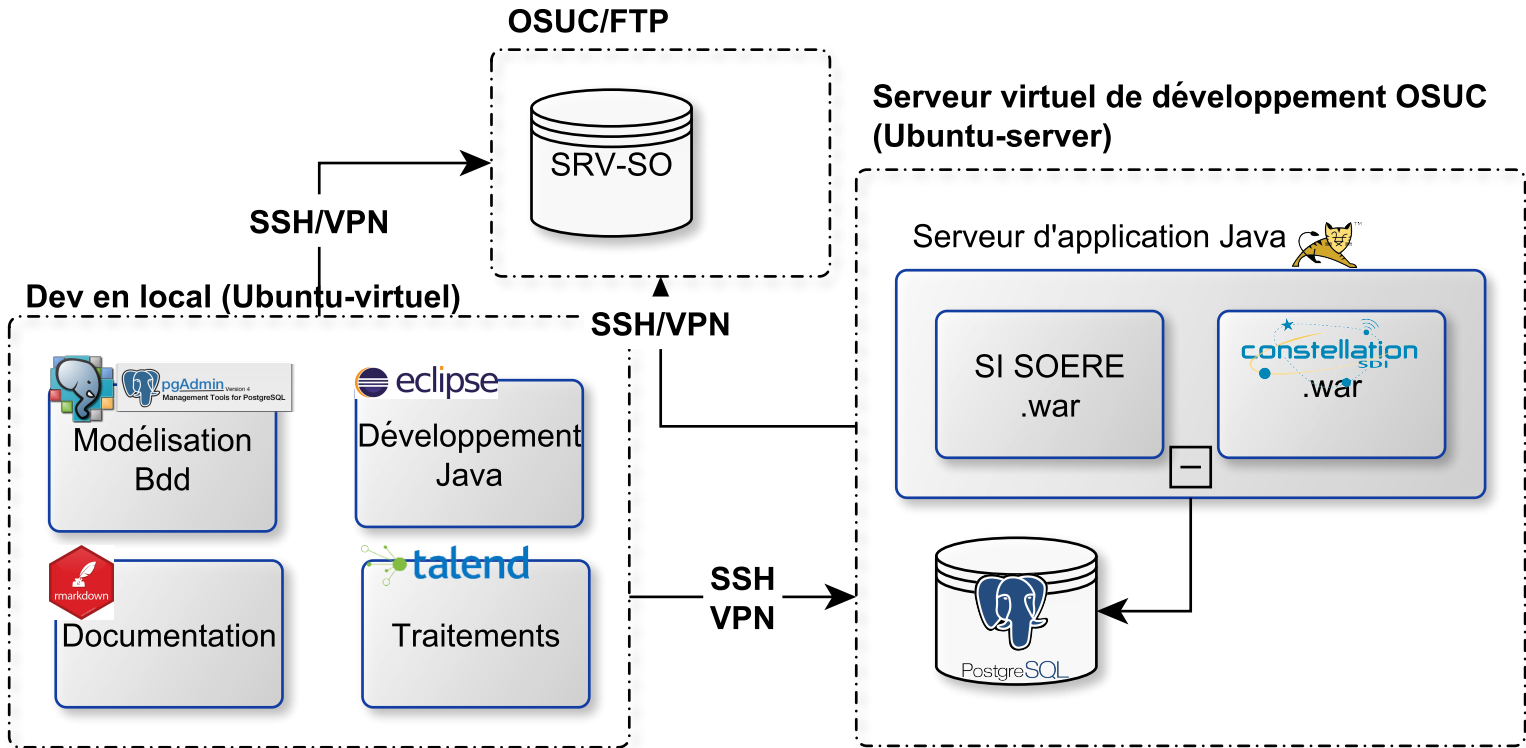 OSUC/FTP
SRV-SO
Serveur virtuel de développement OSUC
(Ubuntu-server)
SSH/VPN
Dev en local (Ubuntu-virtuel)
SSH/VPN
pgAdmin Version 4
Management Tools for PostgreSQL
Modélisation
Bdd
eclipse
Développement
Java
rmarkdown
Documentation
talend
Traitements
SSH
VPN
Serveur d'application Java ™
SI SOERE
.war
constellation
SDI
.war
PostgreSQL